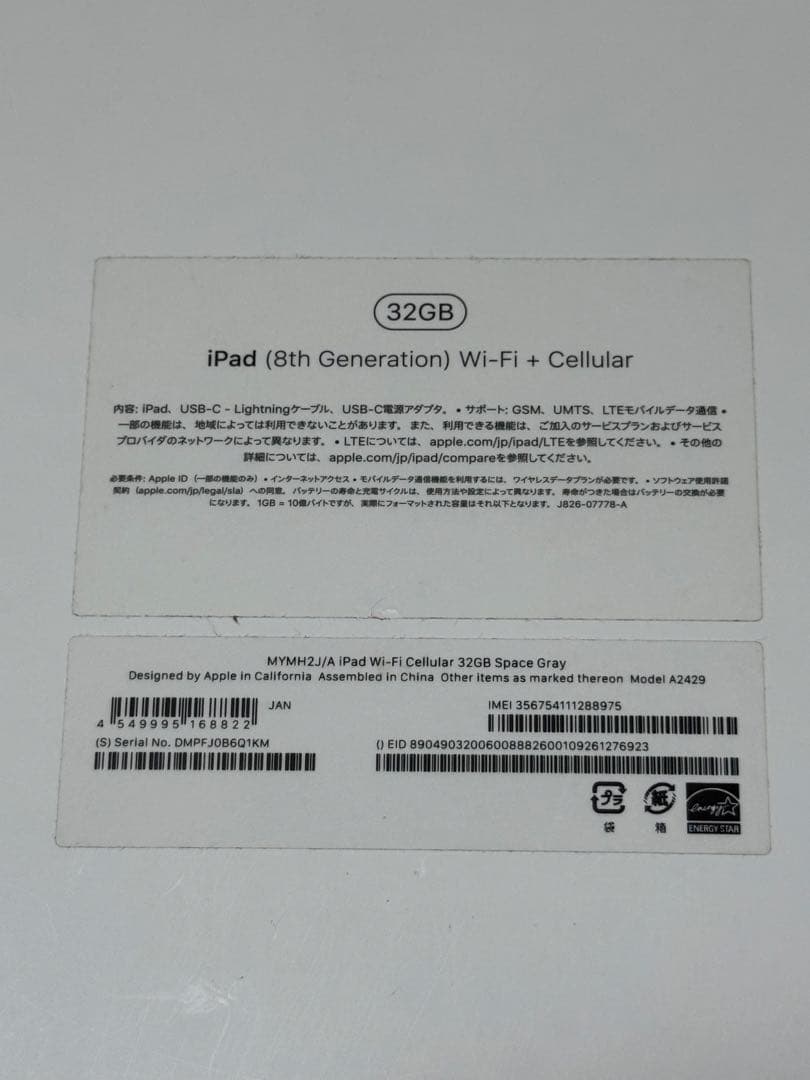 32GB
iPad (8th Generation) Wi-Fi + Cellular
内容: iPad、 USB-C - Lightningケーブル、 USB-C電源アダプタ。 • サポート: GSM、 UMTS、 LTEモバイルデータ通信 •
一部の機能は、 地域によっては利用できないことがあります。 また、 利用できる機能は、 ご加入のサービスプランおよびサービス
プロバイダのネットワークによって異なります。 • LTEについては、 apple.com/jp/ipad/LTEを参照してください。 • その他の
詳細については、 apple.com/jp/ipad/compareを参照してください。
必要条件: Apple ID (一部の機能のみ) • インターネットアクセス • モバイルデータ通信機能を利用するには、 ワイヤレスデータプランが必要です。 • ソフトウェア使用許諾
契約 (apple.com/jp/legal/sla) への同意。 バッテリーの寿命と充電サイクルは、 使用方法や設定によって異なります。 寿命がつきた場合はバッテリーの交換が必要
になります。 1GB = 10億バイトですが、 実際にフォーマットされた容量はそれ以下となります。 J826-07778-A
MYMH2J/A iPad Wi-Fi Cellular 32GB Space Gray
Designed by Apple in California Assembled in China Other items as marked thereon Model A2429
JAN
4 549995 168822
IMEI 356754111288975
(S) Serial No. DMPFJ0B6Q1KM
() EID 89049032006008882600109261276923
プラ
袋
紙
箱
energy
ENERGY STAR